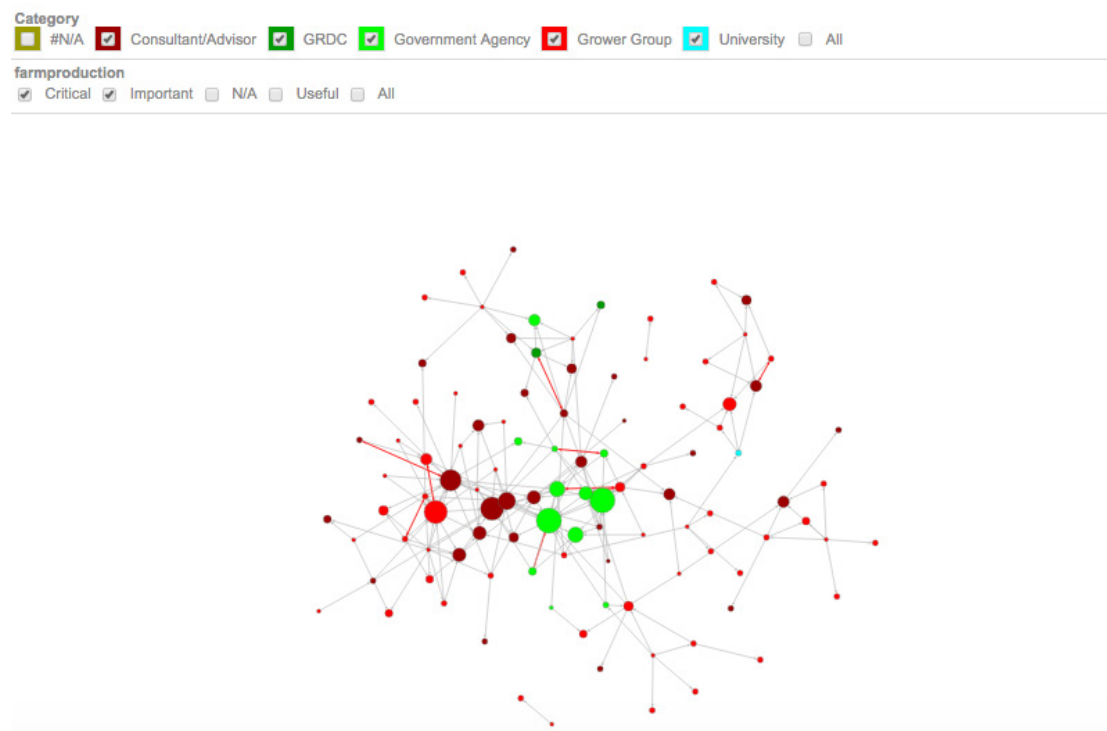 Category
#N/A Consultant/Advisor GRDC Government Agency Grower Group University All
farmproduction
Critical Important N/A Useful All